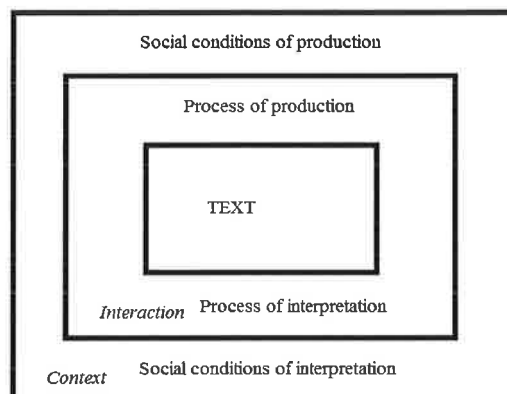 Social conditions of production
Process of production
TEXT
Interaction Process of interpretation
Context Social conditions of interpretation